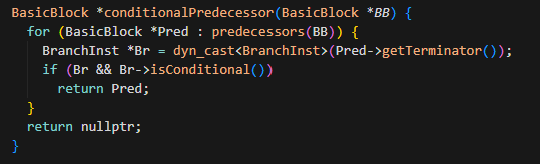 BasicBlock *conditionalPredecessor(BasicBlock *BB) {
  for (BasicBlock *Pred : predecessors(BB)) {
    BranchInst *Br = dyn_cast<BranchInst>(Pred->getTerminator());
    if (Br && Br->isConditional())
      return Pred;
  }
  return nullptr;
}